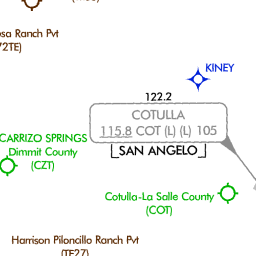 osa Ranch Pvt
72TE)
KINEY
122.2
COTULLA
115.8 COT (L) (L) 105
SAN ANGELO
CARRIZO SPRINGS
Dimmit County
(CZT)
Cotulla-La Salle County
(COT)
Harrison Piloncillo Ranch Pvt
(TE27)